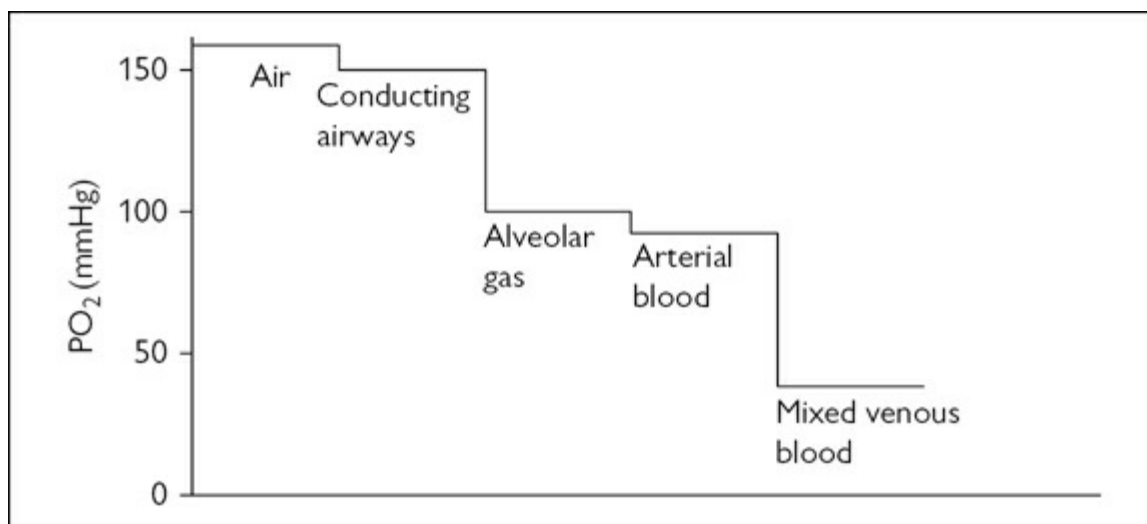 PO₂ (mmHg)
150
100
50
0
Air
Conducting
airways
Alveolar
gas
Arterial
blood
Mixed venous
blood